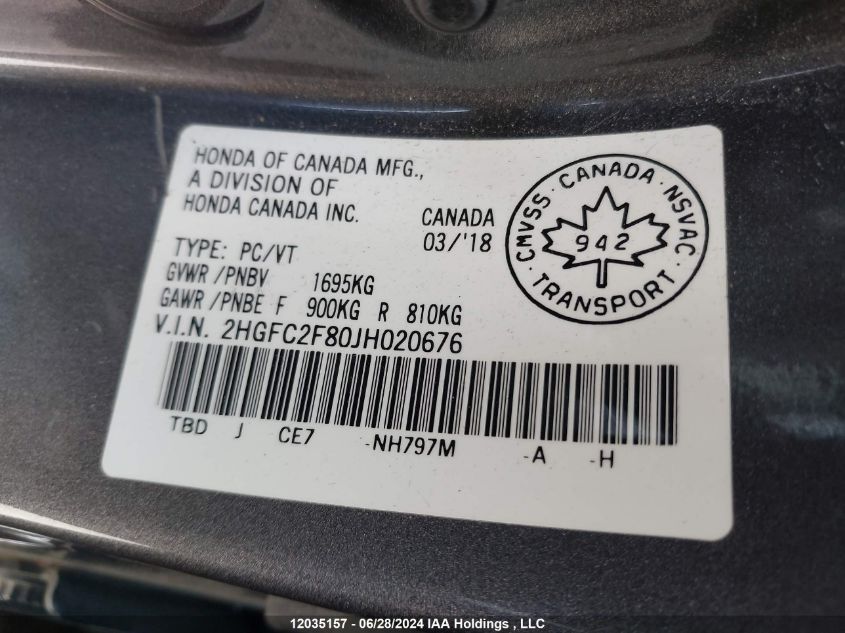 HONDA OF CANADA MFG.,
A DIVISION OF
HONDA CANADA INC.
CANADA
03/'18
TYPE: PC/VT
GVWR/PNBV 1695KG
GAWR/PNBE F 900KG R 810KG
V.I.N. 2HGFC2F80JH020676
TBD J CE7 -NH797M -A -H
CMVSS · CANADA · NSVAC · TRANSPORT ·
942
12035157 - 06/28/2024 IAA Holdings, LLC